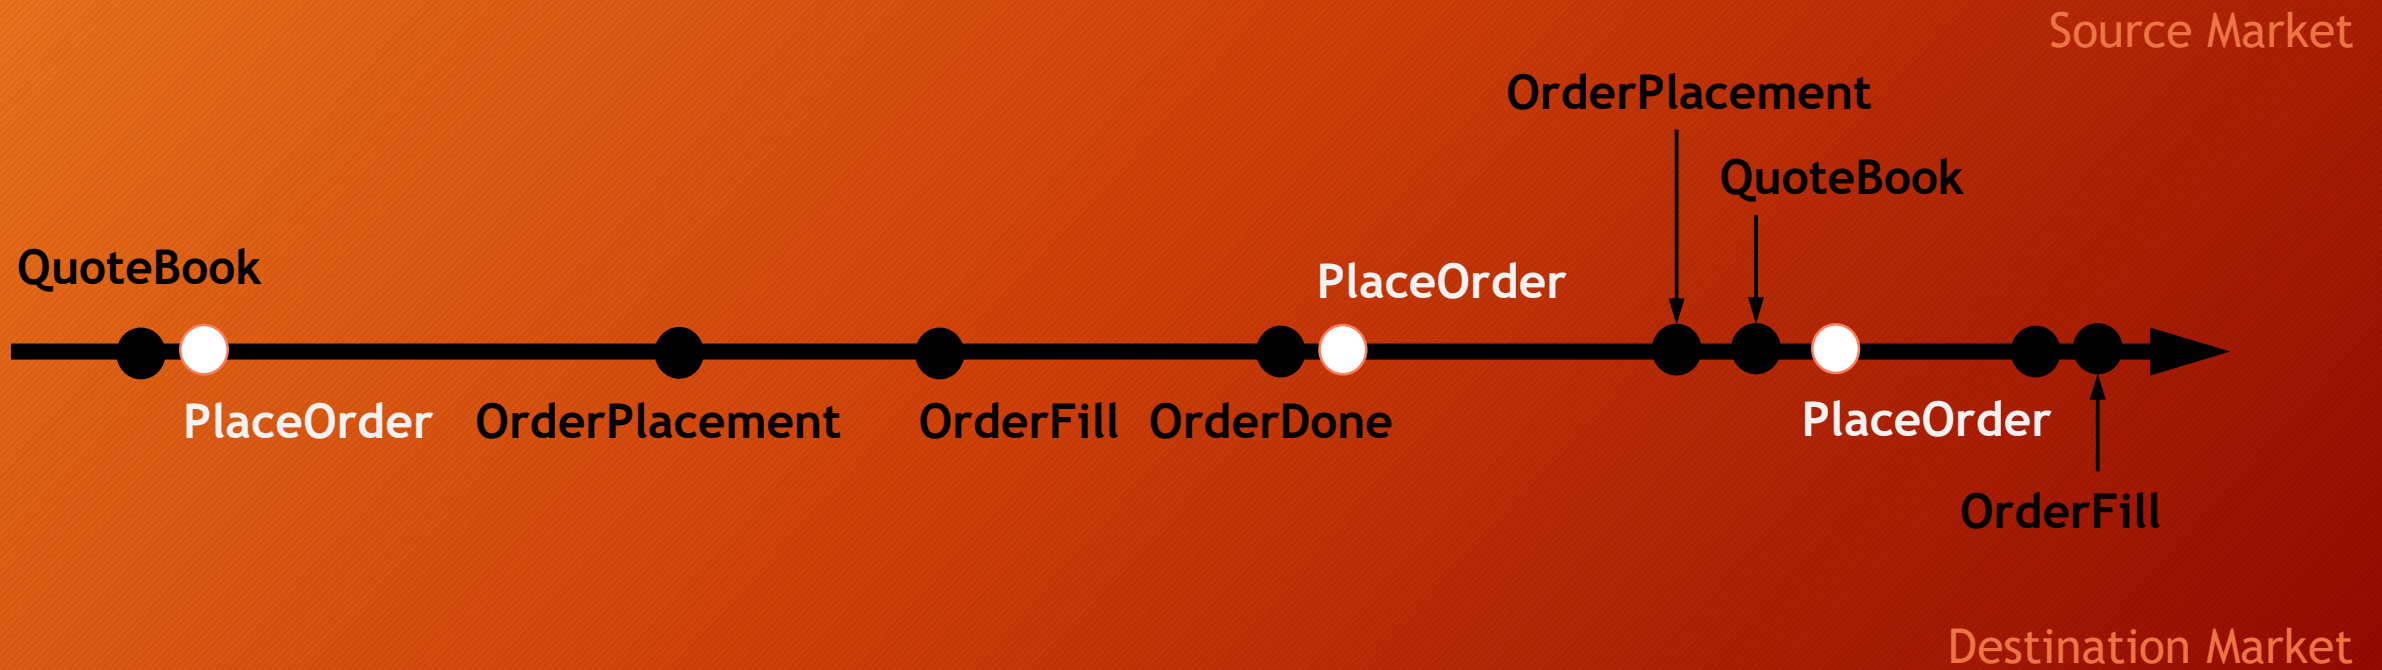 Source Market
OrderPlacement
QuoteBook
QuoteBook
PlaceOrder
PlaceOrder
OrderPlacement
OrderFill
OrderDone
PlaceOrder
OrderFill
Destination Market